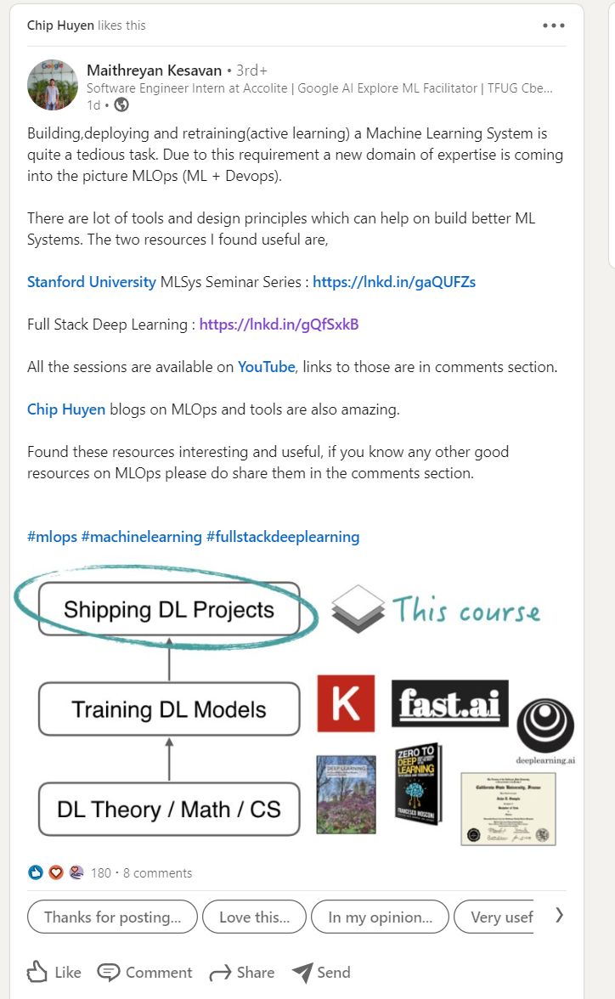 Chip Huyen likes this
Maithreyan Kesavan • 3rd+
Software Engineer Intern at Accolite | Google AI Explore ML Facilitator | TFUG Cbe...
1d •
Building,deploying and retraining(active learning) a Machine Learning System is
quite a tedious task. Due to this requirement a new domain of expertise is coming
into the picture MLOps (ML + Devops).
There are lot of tools and design principles which can help on build better ML
Systems. The two resources I found useful are,
Stanford University MLSys Seminar Series : https://lnkd.in/gaQUFZs
Full Stack Deep Learning : https://lnkd.in/gQfSxkB
All the sessions are available on YouTube, links to those are in comments section.
Chip Huyen blogs on MLOps and tools are also amazing.
Found these resources interesting and useful, if you know any other good
resources on MLOps please do share them in the comments section.
#mlops #machinelearning #fullstackdeeplearning
Shipping DL Projects
This course
Training DL Models
K
fast.ai
deeplearning.ai
DL Theory / Math / CS
DEEP LEARNING
ZERO TO
DEEP
LEARNING
FRANCESCO MOSCONI
California State University, Fresno
180 · 8 comments
Thanks for posting...
Love this...
In my opinion...
Very usef
Like
Comment
Share
Send